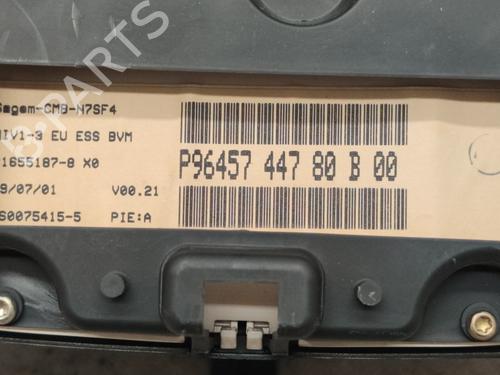 Sagem-CMB-N7SF4
NIV1-3 EU ESS BVM
1655187-8 X0
9/07/01 V00.21
S0075415-5 PIE:A
P96457 447 80 B 00
B-PARTS